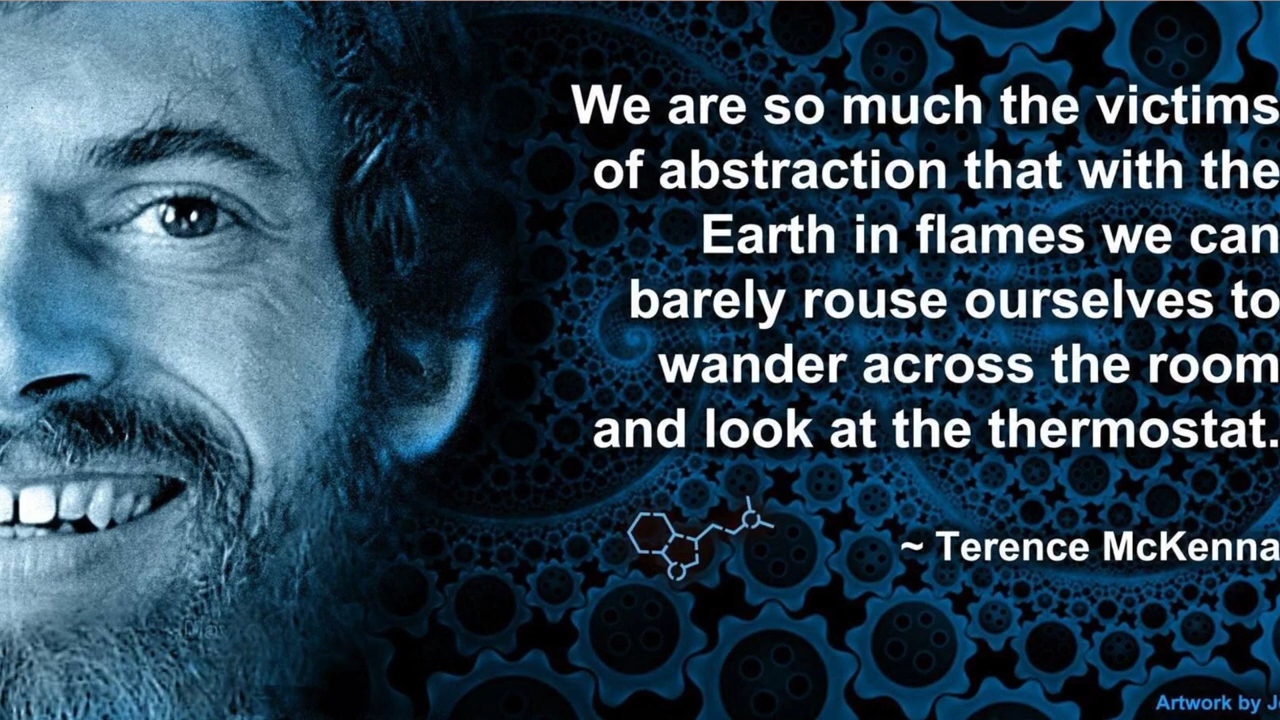 We are so much the victims
of abstraction that with the
Earth in flames we can
barely rouse ourselves to
wander across the room
and look at the thermostat.
~ Terence McKenna
Artwork by J.